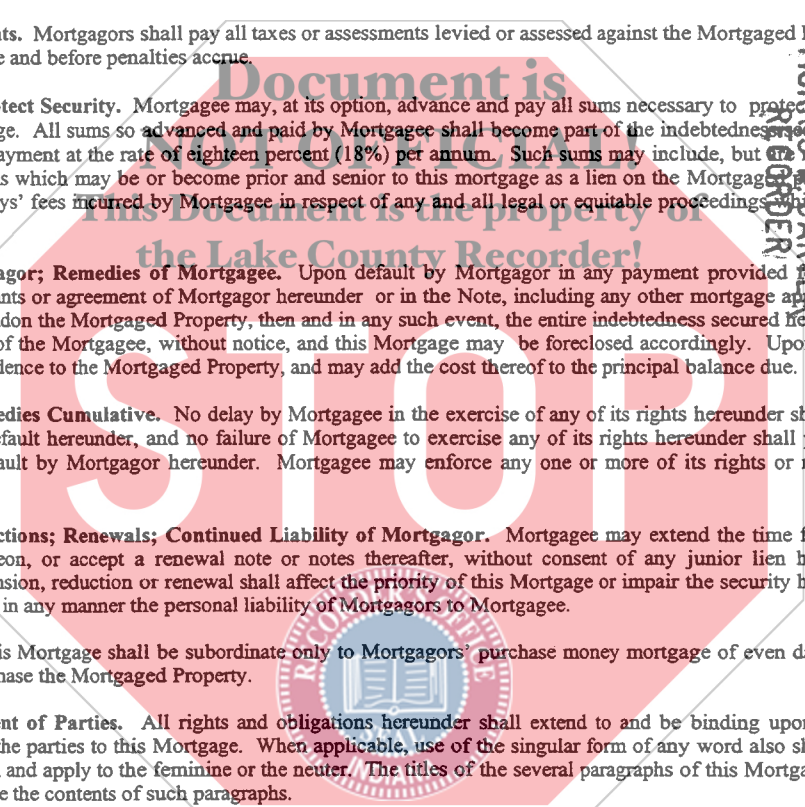 nts. Mortgagors shall pay all taxes or assessments levied or assessed against the Mortgaged
e and before penalties accrue.
Document is
otect Security. Mortgagee may, at its option, advance and pay all sums necessary to protec
ge. All sums so advanced and paid by Mortgagee shall become part of the indebtedness
NOT OFFICIAL!
ayment at the rate of eighteen percent (18%) per annum. Such sums may include, but are
s which may be or become prior and senior to this mortgage as a lien on the Mortgag
ys' fees incurred by Mortgagee in respect of any and all legal or equitable proceedings whi
This Document is the property of
the Lake County Recorder!
RECORDER
agor; Remedies of Mortgagee. Upon default by Mortgagor in any payment provided
nts or agreement of Mortgagor hereunder or in the Note, including any other mortgage
don the Mortgaged Property, then and in any such event, the entire indebtedness secured
of the Mortgagee, without notice, and this Mortgage may be foreclosed accordingly. Upo
dence to the Mortgaged Property, and may add the cost thereof to the principal balance due.
STOP
edies Cumulative. No delay by Mortgagee in the exercise of any of its rights hereunder sh
efault hereunder, and no failure of Mortgagee to exercise any of its rights hereunder shall
ault by Mortgagor hereunder. Mortgagee may enforce any one or more of its rights or
ctions; Renewals; Continued Liability of Mortgagor. Mortgagee may extend the time f
eon, or accept a renewal note or notes thereafter, without consent of any junior lien h
nsion, reduction or renewal shall affect the priority of this Mortgage or impair the security h
in any manner the personal liability of Mortgagors to Mortgagee.
RECORDER'S OFFICE
is Mortgage shall be subordinate only to Mortgagors' purchase money mortgage of even da
hase the Mortgaged Property.
SEAL
INDIANA
nt of Parties. All rights and obligations hereunder shall extend to and be binding upon
the parties to this Mortgage. When applicable, use of the singular form of any word also sh
and apply to the feminine or the neuter. The titles of the several paragraphs of this Mortga
e the contents of such paragraphs.